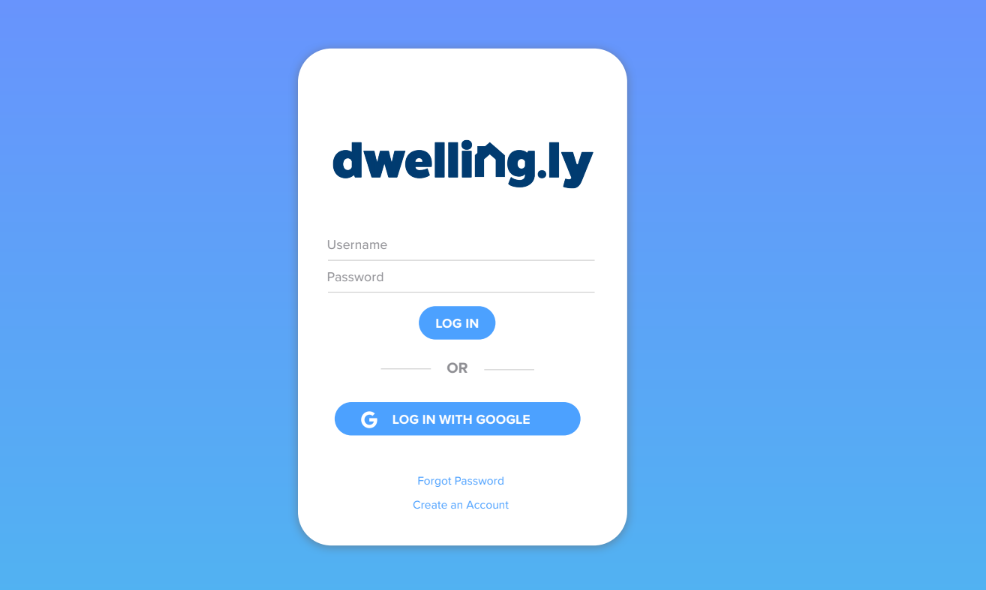 dwelling.ly
Username
Password
LOG IN
OR
LOG IN WITH GOOGLE
Forgot Password
Create an Account